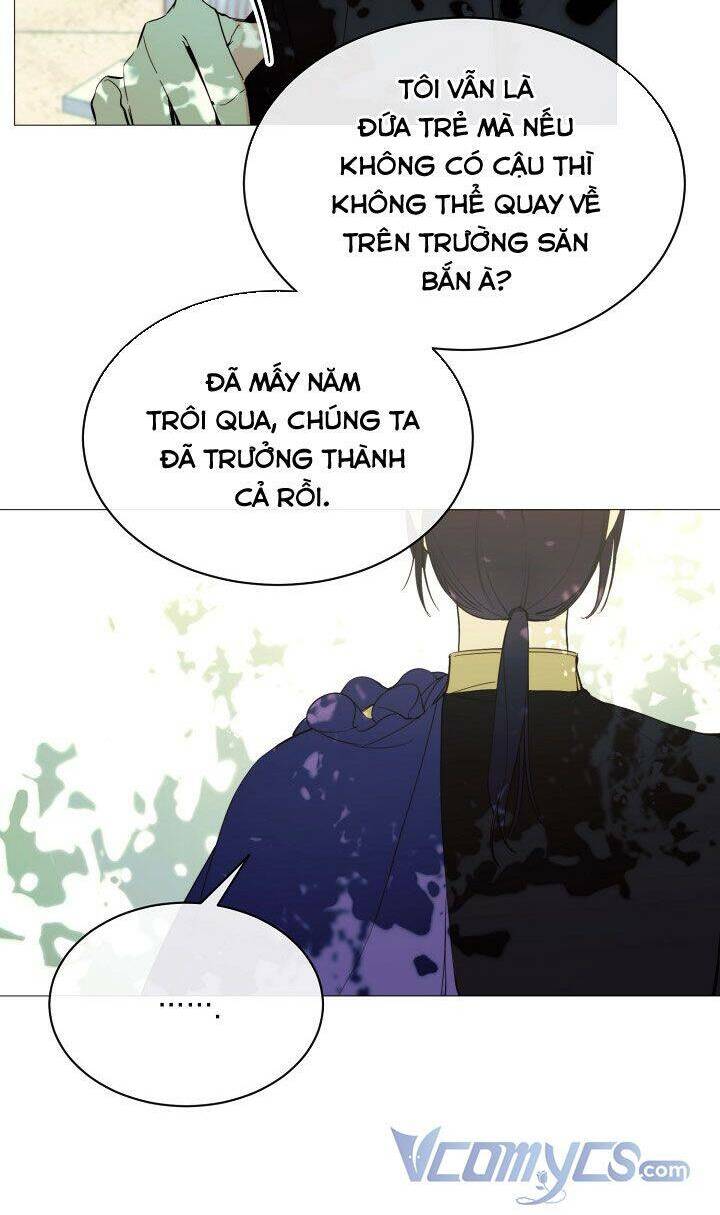 TÔI VẪN LÀ
ĐỨA TRẺ MÀ NẾU
KHÔNG CÓ CẬU THÌ
KHÔNG THỂ QUAY VỀ
TRÊN TRƯỜNG SĂN
BẮN À?
ĐÃ MẤY NĂM
TRÔI QUA, CHÚNG TA
ĐÃ TRƯỞNG THÀNH
CẢ RỒI.
.......
VCOMYCS.com